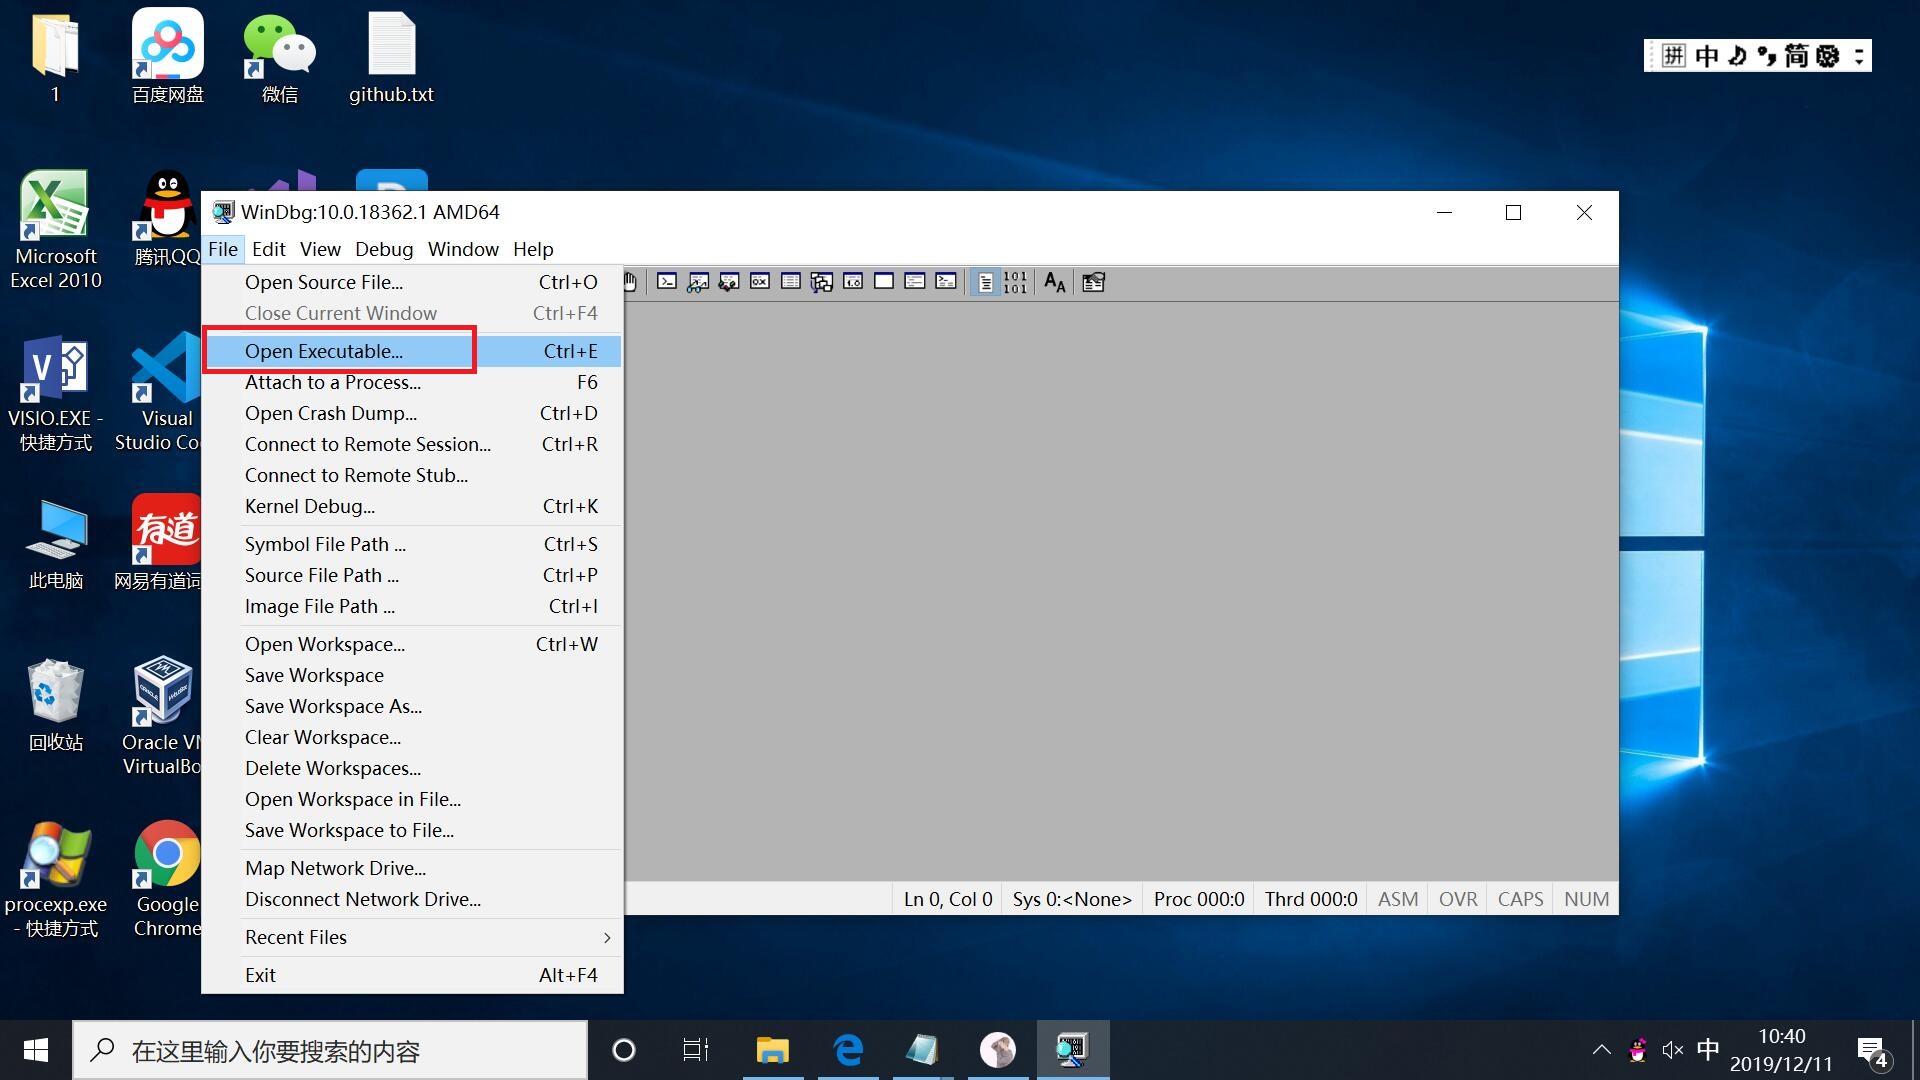 1
百度网盘
微信
github.txt
拼 中 简
Microsoft
Excel 2010
腾讯QQ
WinDbg:10.0.18362.1 AMD64
File Edit View Debug Window Help
Open Source File... Ctrl+O
Close Current Window Ctrl+F4
Open Executable... Ctrl+E
Attach to a Process... F6
Open Crash Dump... Ctrl+D
Connect to Remote Session... Ctrl+R
Connect to Remote Stub...
Kernel Debug... Ctrl+K
Symbol File Path ... Ctrl+S
Source File Path ... Ctrl+P
Image File Path ... Ctrl+I
Open Workspace... Ctrl+W
Save Workspace
Save Workspace As...
Clear Workspace...
Delete Workspaces...
Open Workspace in File...
Save Workspace to File...
Map Network Drive...
Disconnect Network Drive...
Recent Files
Exit Alt+F4
101
101
VISIO.EXE -
快捷方式
Visual
Studio Co
有道
此电脑
网易有道词
回收站
Oracle VM
VirtualBo
procexp.exe
- 快捷方式
Google
Chrome
Ln 0, Col 0 Sys 0:<None> Proc 000:0 Thrd 000:0 ASM OVR CAPS NUM
在这里输入你要搜索的内容
中
10:40
2019/12/11
4